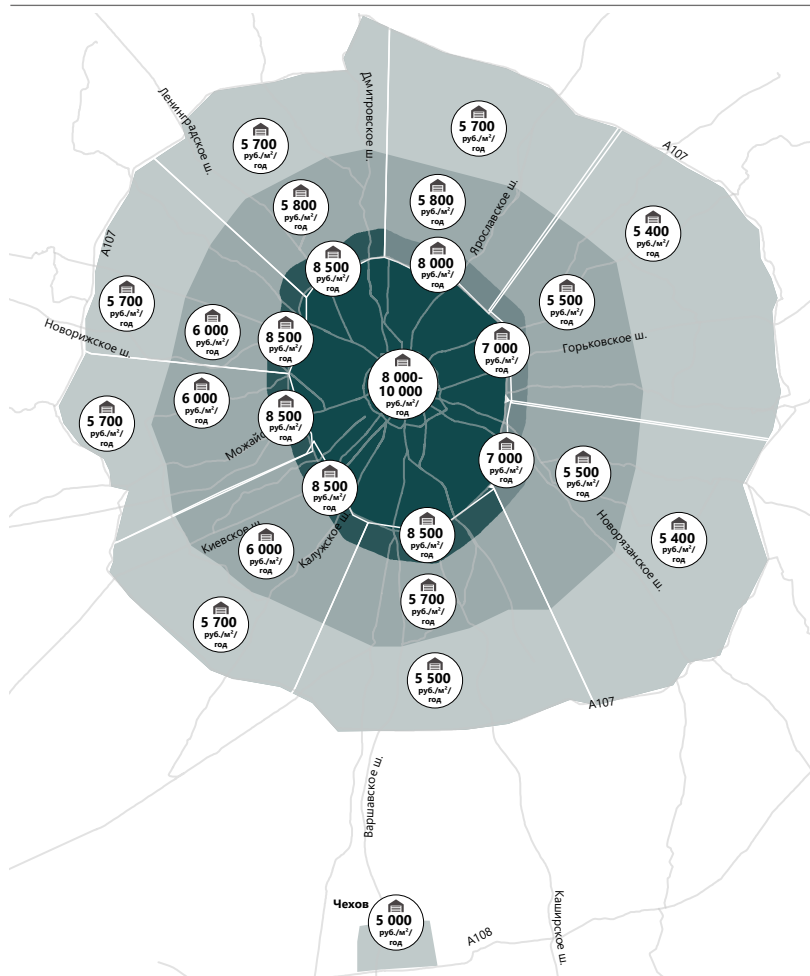 Ленинградское ш.
Дмитровское ш.
5 700
руб./м²/
год
5 700
руб./м²/
год
А107
5 800
руб./м²/
год
5 800
руб./м²/
год
Ярославское ш.
5 400
руб./м²/
год
А107
8 500
руб./м²/
год
8 000
руб./м²/
год
5 700
руб./м²/
год
5 500
руб./м²/
год
Новорижское ш.
6 000
руб./м²/
год
8 500
руб./м²/
год
7 000
руб./м²/
год
Горьковское ш.
8 000-
10 000
руб./м²/
год
5 700
руб./м²/
год
6 000
руб./м²/
год
8 500
руб./м²/
год
7 000
руб./м²/
год
5 500
руб./м²/
год
8 500
руб./м²/
год
Киевское ш.
Калужское ш.
6 000
руб./м²/
год
8 500
руб./м²/
год
Новорязанское ш.
5 400
руб./м²/
год
5 700
руб./м²/
год
5 700
руб./м²/
год
5 500
руб./м²/
год
А107
Варшавское ш.
Чехов
5 000
руб./м²/
год
А108
Каширское ш.